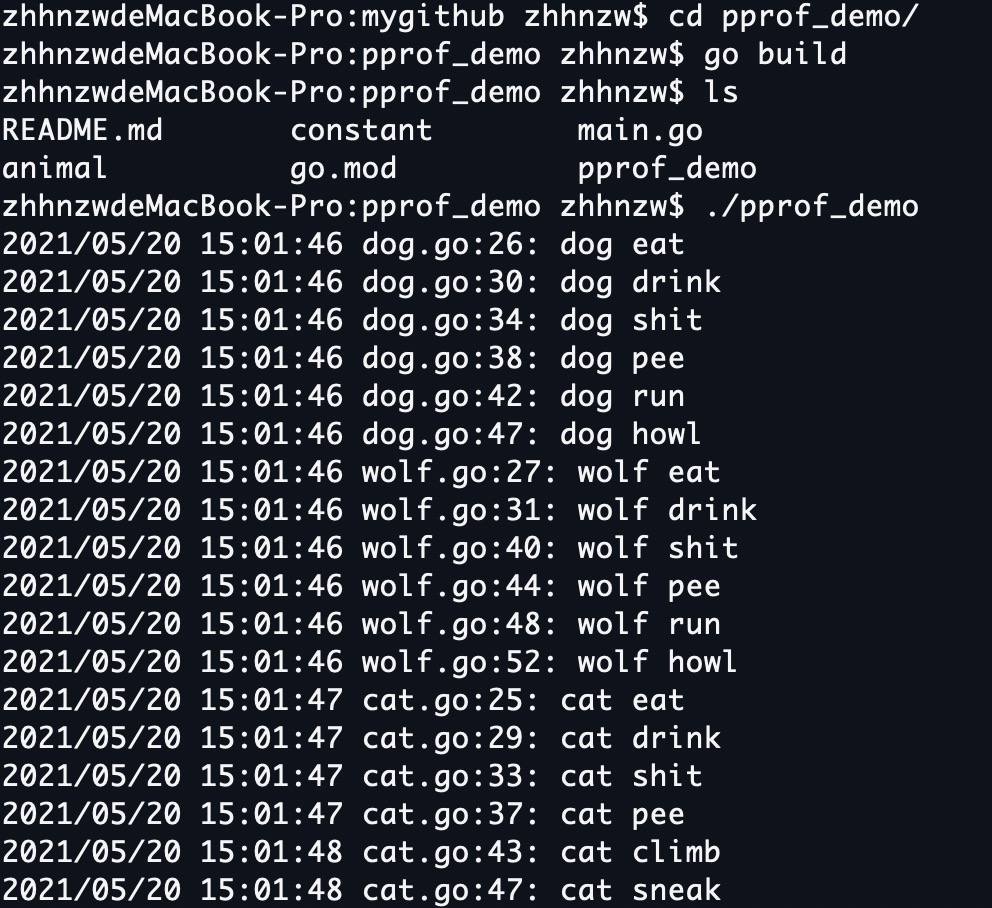 zhhnzwdeMacBook-Pro:mygithub zhhnzw$ cd pprof_demo/
zhhnzwdeMacBook-Pro:pprof_demo zhhnzw$ go build
zhhnzwdeMacBook-Pro:pprof_demo zhhnzw$ ls
README.md constant main.go
animal go.mod pprof_demo
zhhnzwdeMacBook-Pro:pprof_demo zhhnzw$ ./pprof_demo
2021/05/20 15:01:46 dog.go:26: dog eat
2021/05/20 15:01:46 dog.go:30: dog drink
2021/05/20 15:01:46 dog.go:34: dog shit
2021/05/20 15:01:46 dog.go:38: dog pee
2021/05/20 15:01:46 dog.go:42: dog run
2021/05/20 15:01:46 dog.go:47: dog howl
2021/05/20 15:01:46 wolf.go:27: wolf eat
2021/05/20 15:01:46 wolf.go:31: wolf drink
2021/05/20 15:01:46 wolf.go:40: wolf shit
2021/05/20 15:01:46 wolf.go:44: wolf pee
2021/05/20 15:01:46 wolf.go:48: wolf run
2021/05/20 15:01:46 wolf.go:52: wolf howl
2021/05/20 15:01:47 cat.go:25: cat eat
2021/05/20 15:01:47 cat.go:29: cat drink
2021/05/20 15:01:47 cat.go:33: cat shit
2021/05/20 15:01:47 cat.go:37: cat pee
2021/05/20 15:01:48 cat.go:43: cat climb
2021/05/20 15:01:48 cat.go:47: cat sneak